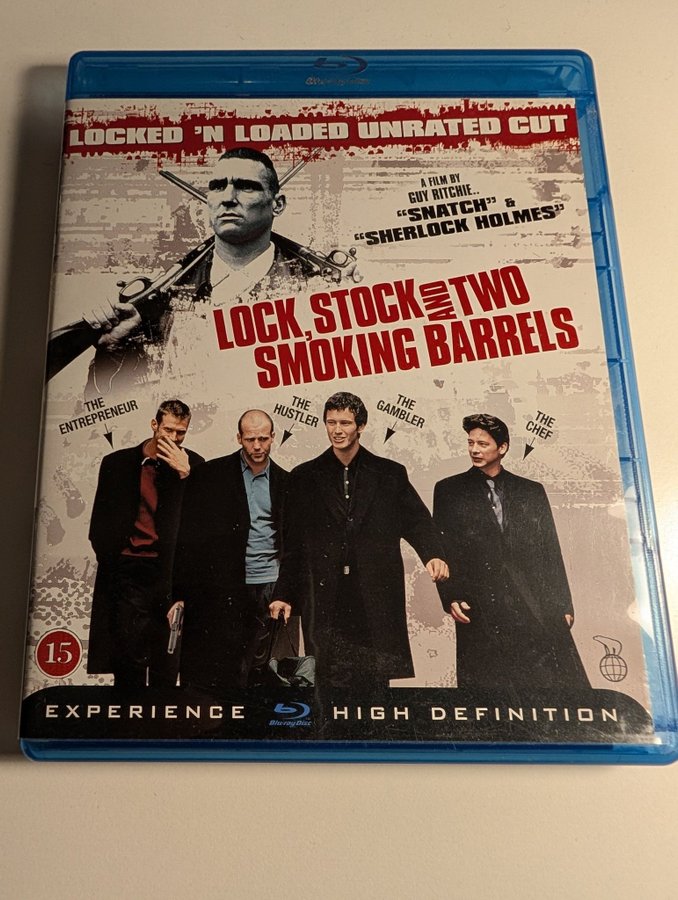 Blu-ray Disc
LOCKED 'N LOADED UNRATED CUT
A FILM BY
GUY RITCHIE..
"SNATCH" &
"SHERLOCK HOLMES"
LOCK, STOCK AND TWO
SMOKING BARRELS
THE
ENTREPRENEUR
THE
HUSTLER
THE
GAMBLER
THE
CHEF
15
EXPERIENCE Blu-ray Disc HIGH DEFINITION